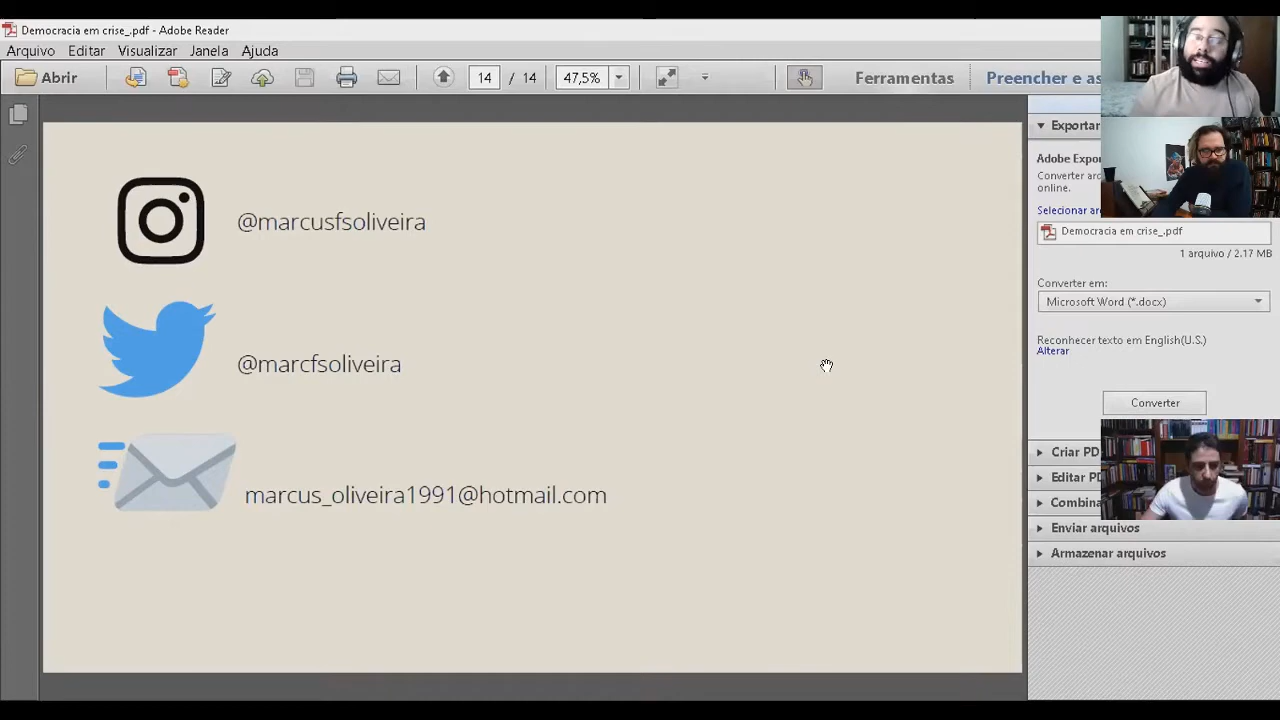 Democracia em crise_.pdf - Adobe Reader
Arquivo Editar Visualizar Janela Ajuda
Abrir 14 / 14 47,5% Ferramentas Preencher e as
@marcusfsoliveira
@marcfsoliveira
marcus_oliveira1991@hotmail.com
Exportar
Adobe Expor
Converter arq
online.
Selecionar ar
Democracia em crise_.pdf
1 arquivo / 2.17 MB
Converter em:
Microsoft Word (*.docx)
Reconhecer texto em English(U.S.)
Alterar
Converter
Criar PD
Editar PD
Combina
Enviar arquivos
Armazenar arquivos